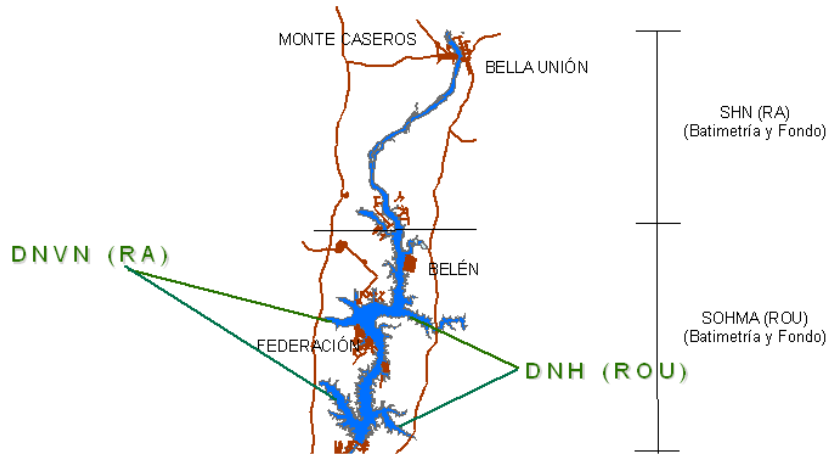 MONTE CASEROS
BELLA UNIÓN
SHN (RA)
(Batimetría y Fondo)
DNVN (RA)
BELÉN
SOHMA (ROU)
(Batimetría y Fondo)
FEDERACIÓN
DNH (ROU)